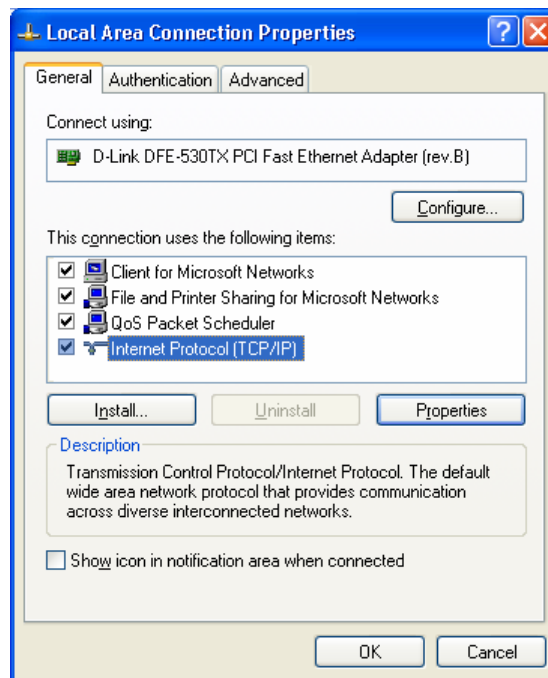 Local Area Connection Properties
General Authentication Advanced
Connect using:
D-Link DFE-530TX PCI Fast Ethernet Adapter (rev.B)
Configure...
This connection uses the following items:
Client for Microsoft Networks
File and Printer Sharing for Microsoft Networks
QoS Packet Scheduler
Internet Protocol (TCP/IP)
Install... Uninstall Properties
Description
Transmission Control Protocol/Internet Protocol. The default
wide area network protocol that provides communication
across diverse interconnected networks.
Show icon in notification area when connected
OK Cancel